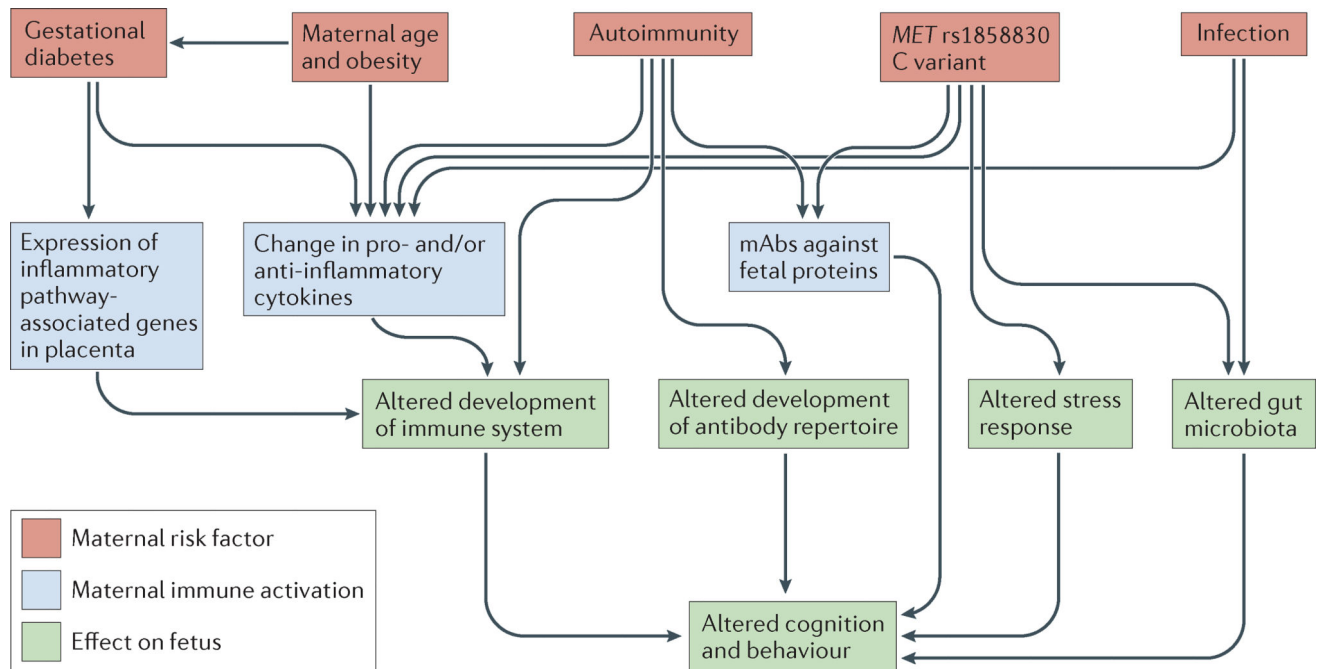 Gestational
diabetes
Maternal age
and obesity
Autoimmunity
MET rs1858830
C variant
Infection
Expression of
inflammatory
pathway-
associated genes
in placenta
Change in pro- and/or
anti-inflammatory
cytokines
mAbs against
fetal proteins
Altered development
of immune system
Altered development
of antibody repertoire
Altered stress
response
Altered gut
microbiota
Maternal risk factor
Maternal immune activation
Effect on fetus
Altered cognition
and behaviour